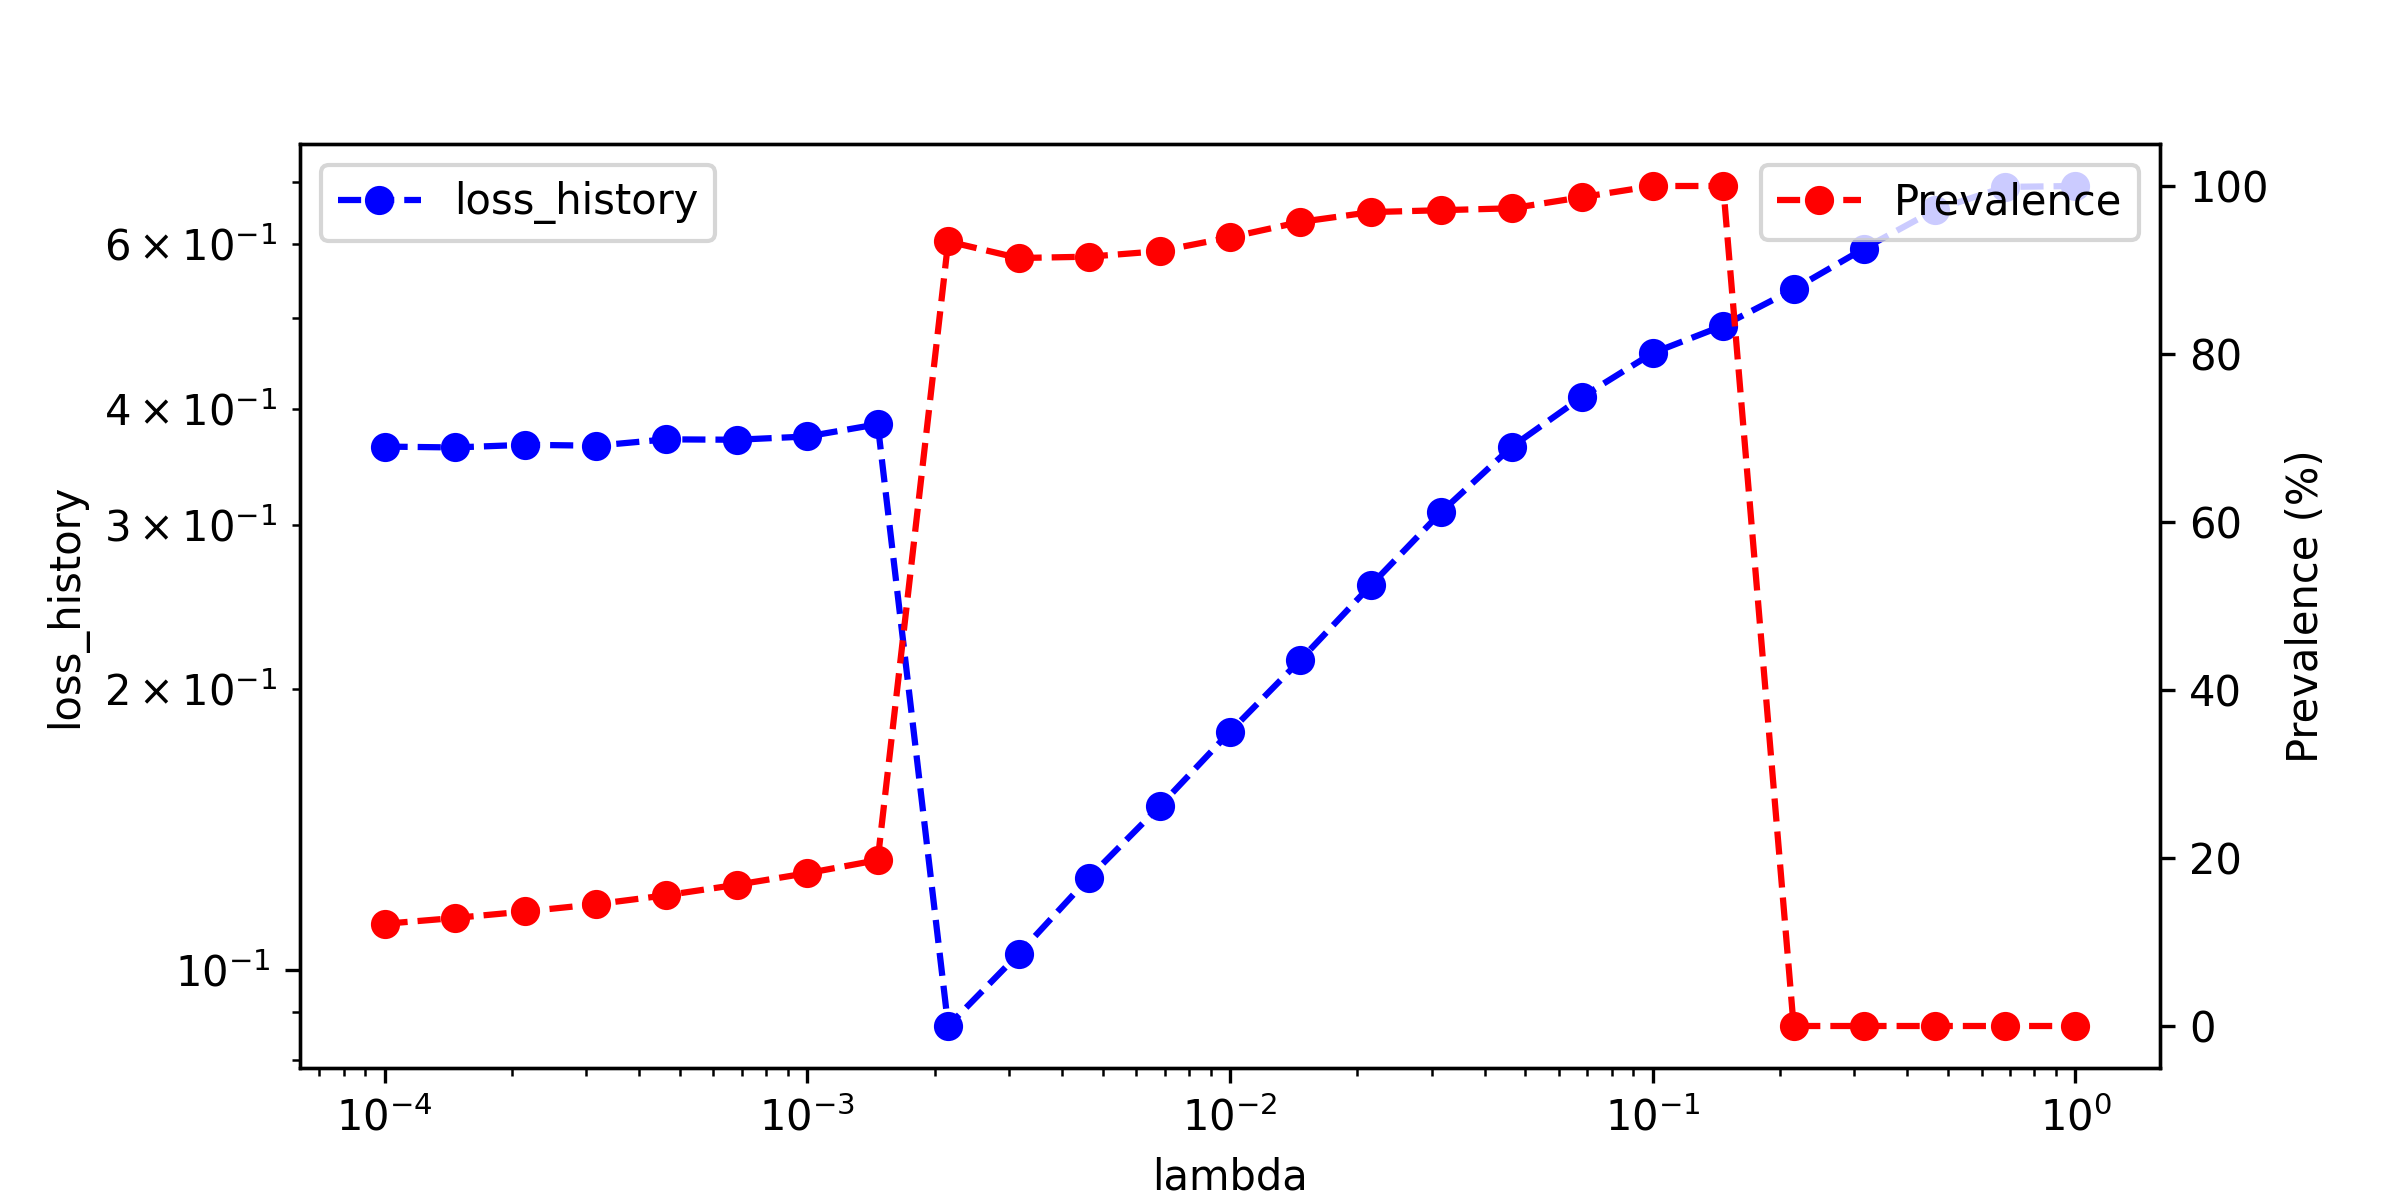 loss_history
Prevalence
6 × 10⁻¹
4 × 10⁻¹
3 × 10⁻¹
2 × 10⁻¹
10⁻¹
loss_history
100
80
60
40
20
0
Prevalence (%)
10⁻⁴
10⁻³
10⁻²
10⁻¹
10⁰
lambda